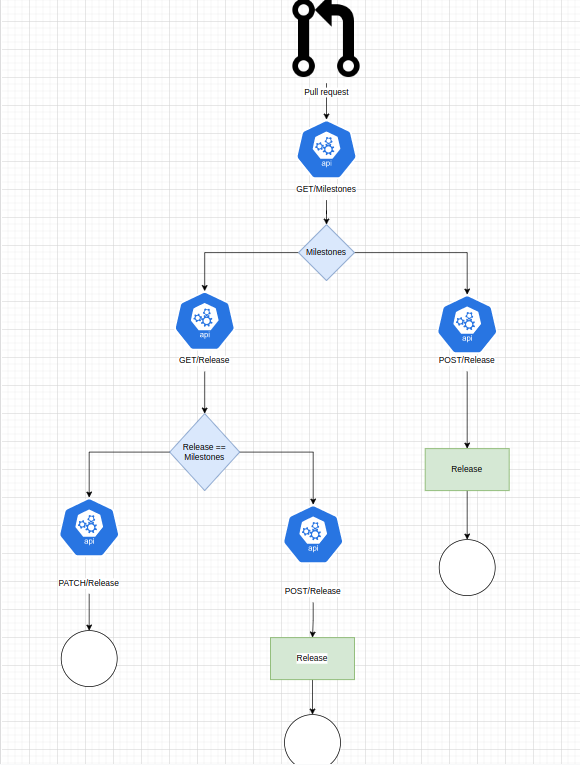 Pull request
api
GET/Milestones
Milestones
api
GET/Release
api
POST/Release
Release ==
Milestones
Release
api
PATCH/Release
api
POST/Release
Release